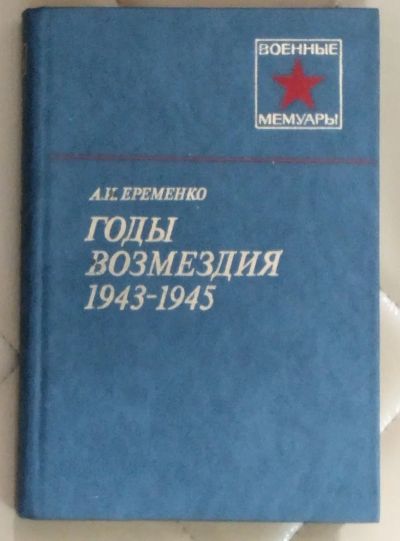 ВОЕННЫЕ
МЕМУАРЫ
А.И. ЕРЕМЕНКО
ГОДЫ
ВОЗМЕЗДИЯ
1943-1945